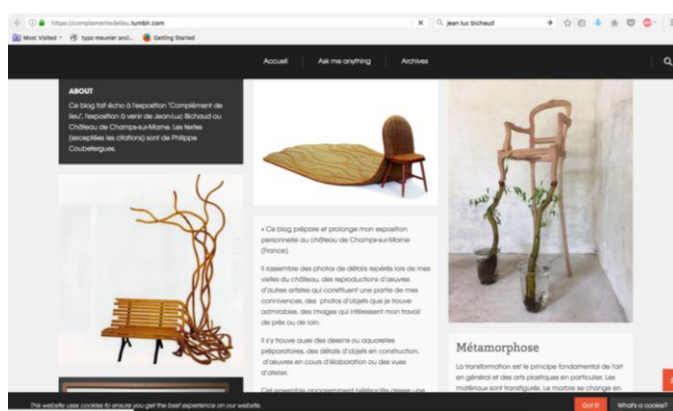 https://complementsdelieu.tumblr.com
jean luc bichaud
Most Visited
typo meunier anci...
Getting Started
Accueil
Ask me anything
Archives
ABOUT
Ce blog fait écho à l'exposition "Complément de
lieu", l'exposition à venir de Jean-Luc Bichaud au
Château de Champs-sur-Marne. Les textes
(exceptées les citations) sont de Philippe
Coubetergues.
« Ce blog prépare et prolonge mon exposition
personnelle au château de Champs-sur-Marne
(France)
Il rassemble des photos de détails repérés lors de mes
visites du château, des reproductions d'œuvres
d'autres artistes qui constituent une partie de mes
connivences, des photos d'objets que je trouve
admirables, des images qui intéressent mon travail
de près ou de loin.
Il s'y trouve aussi des dessins ou aquarelles
préparatoires, des détails d'objets en construction,
d'œuvres en cours d'élaboration ou des vues
d'atelier.
Cet ensemble apparemment hétéroclite dessine une
Métamorphose
La transformation est le principe fondamental de l'art
en général et des arts plastiques en particulier. Les
matériaux sont transfigurés. Le marbre se change en
This website uses cookies to ensure you get the best experience on our website.
Got it!
What's a cookie?